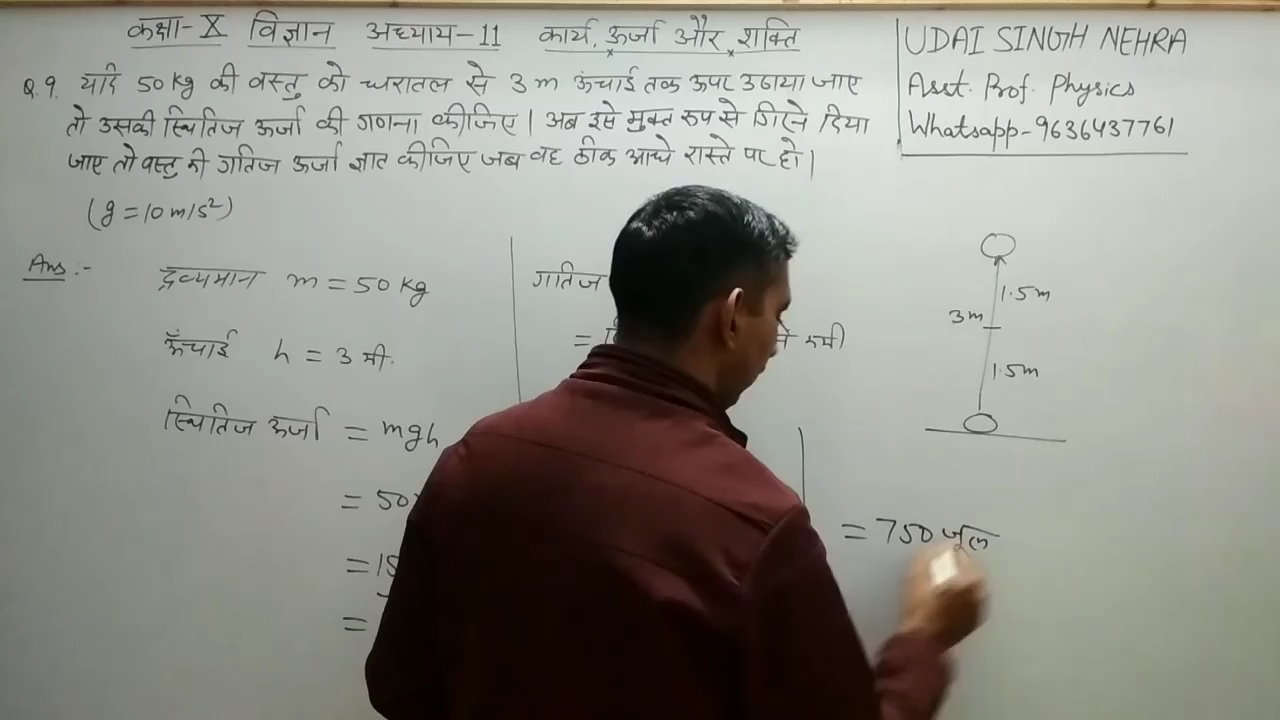 कक्षा-X विज्ञान अध्याय-11 कार्य, ऊर्जा और शक्ति
UDAI SINGH NEHRA
Asst. Prof. Physics
Whatsapp-9636437761
Q.9. यदि 50 Kg की वस्तु को धरातल से 3 m ऊंचाई तक ऊपर उठाया जाए
तो उसकी स्थितिज ऊर्जा की गणना कीजिए। अब इसे मुक्त रुप से गिरने दिया
जाए तो वस्तु की गतिज ऊर्जा ज्ञात कीजिए जब वह ठीक आधे रास्ते पर हो।
(g = 10 m/s²)
Ans:-
द्रव्यमान m = 50 Kg
ऊँचाई h = 3 मी.
स्थितिज ऊर्जा = mgh
= 50
= 15
=
गतिज
= कमी
= 750 जूल
1.5m
3m
1.5m